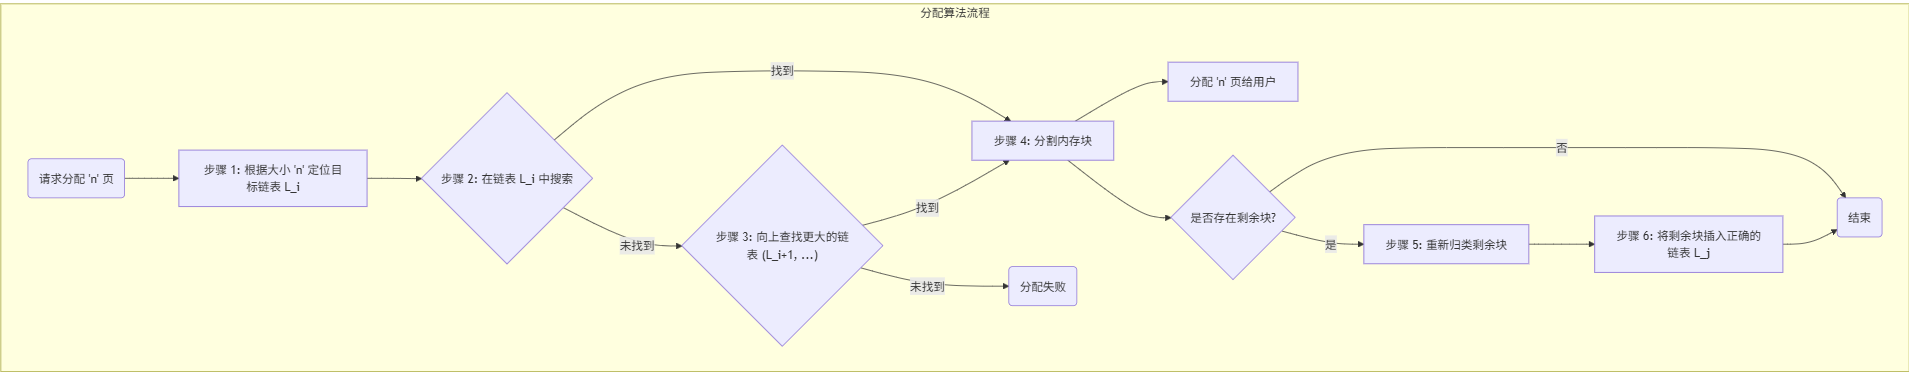 分配算法流程
请求分配 'n' 页
步骤 1: 根据大小 'n' 定位目
标链表 L_i
步骤 2: 在链表 L_i 中搜索
找到
未找到
步骤 3: 向上查找更大的链
表 (L_i+1, ...)
找到
未找到
分配失败
步骤 4: 分割内存块
分配 'n' 页给用户
是否存在剩余块?
否
是
步骤 5: 重新归类剩余块
步骤 6: 将剩余块插入正确的
链表 L_j
结束